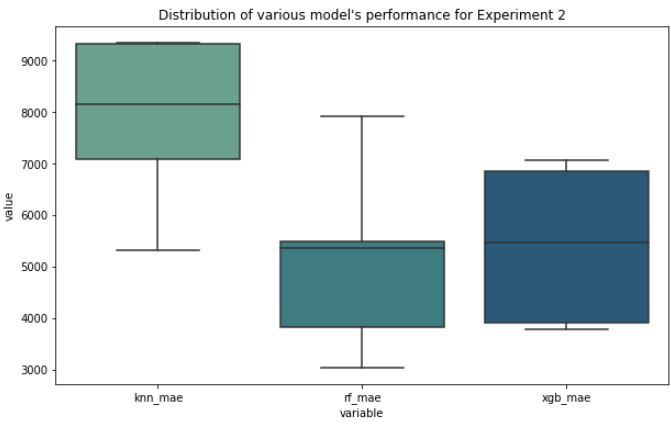 Distribution of various model's performance for Experiment 2
9000
8000
7000
6000
5000
4000
3000
value
knn_mae
rf_mae
xgb_mae
variable